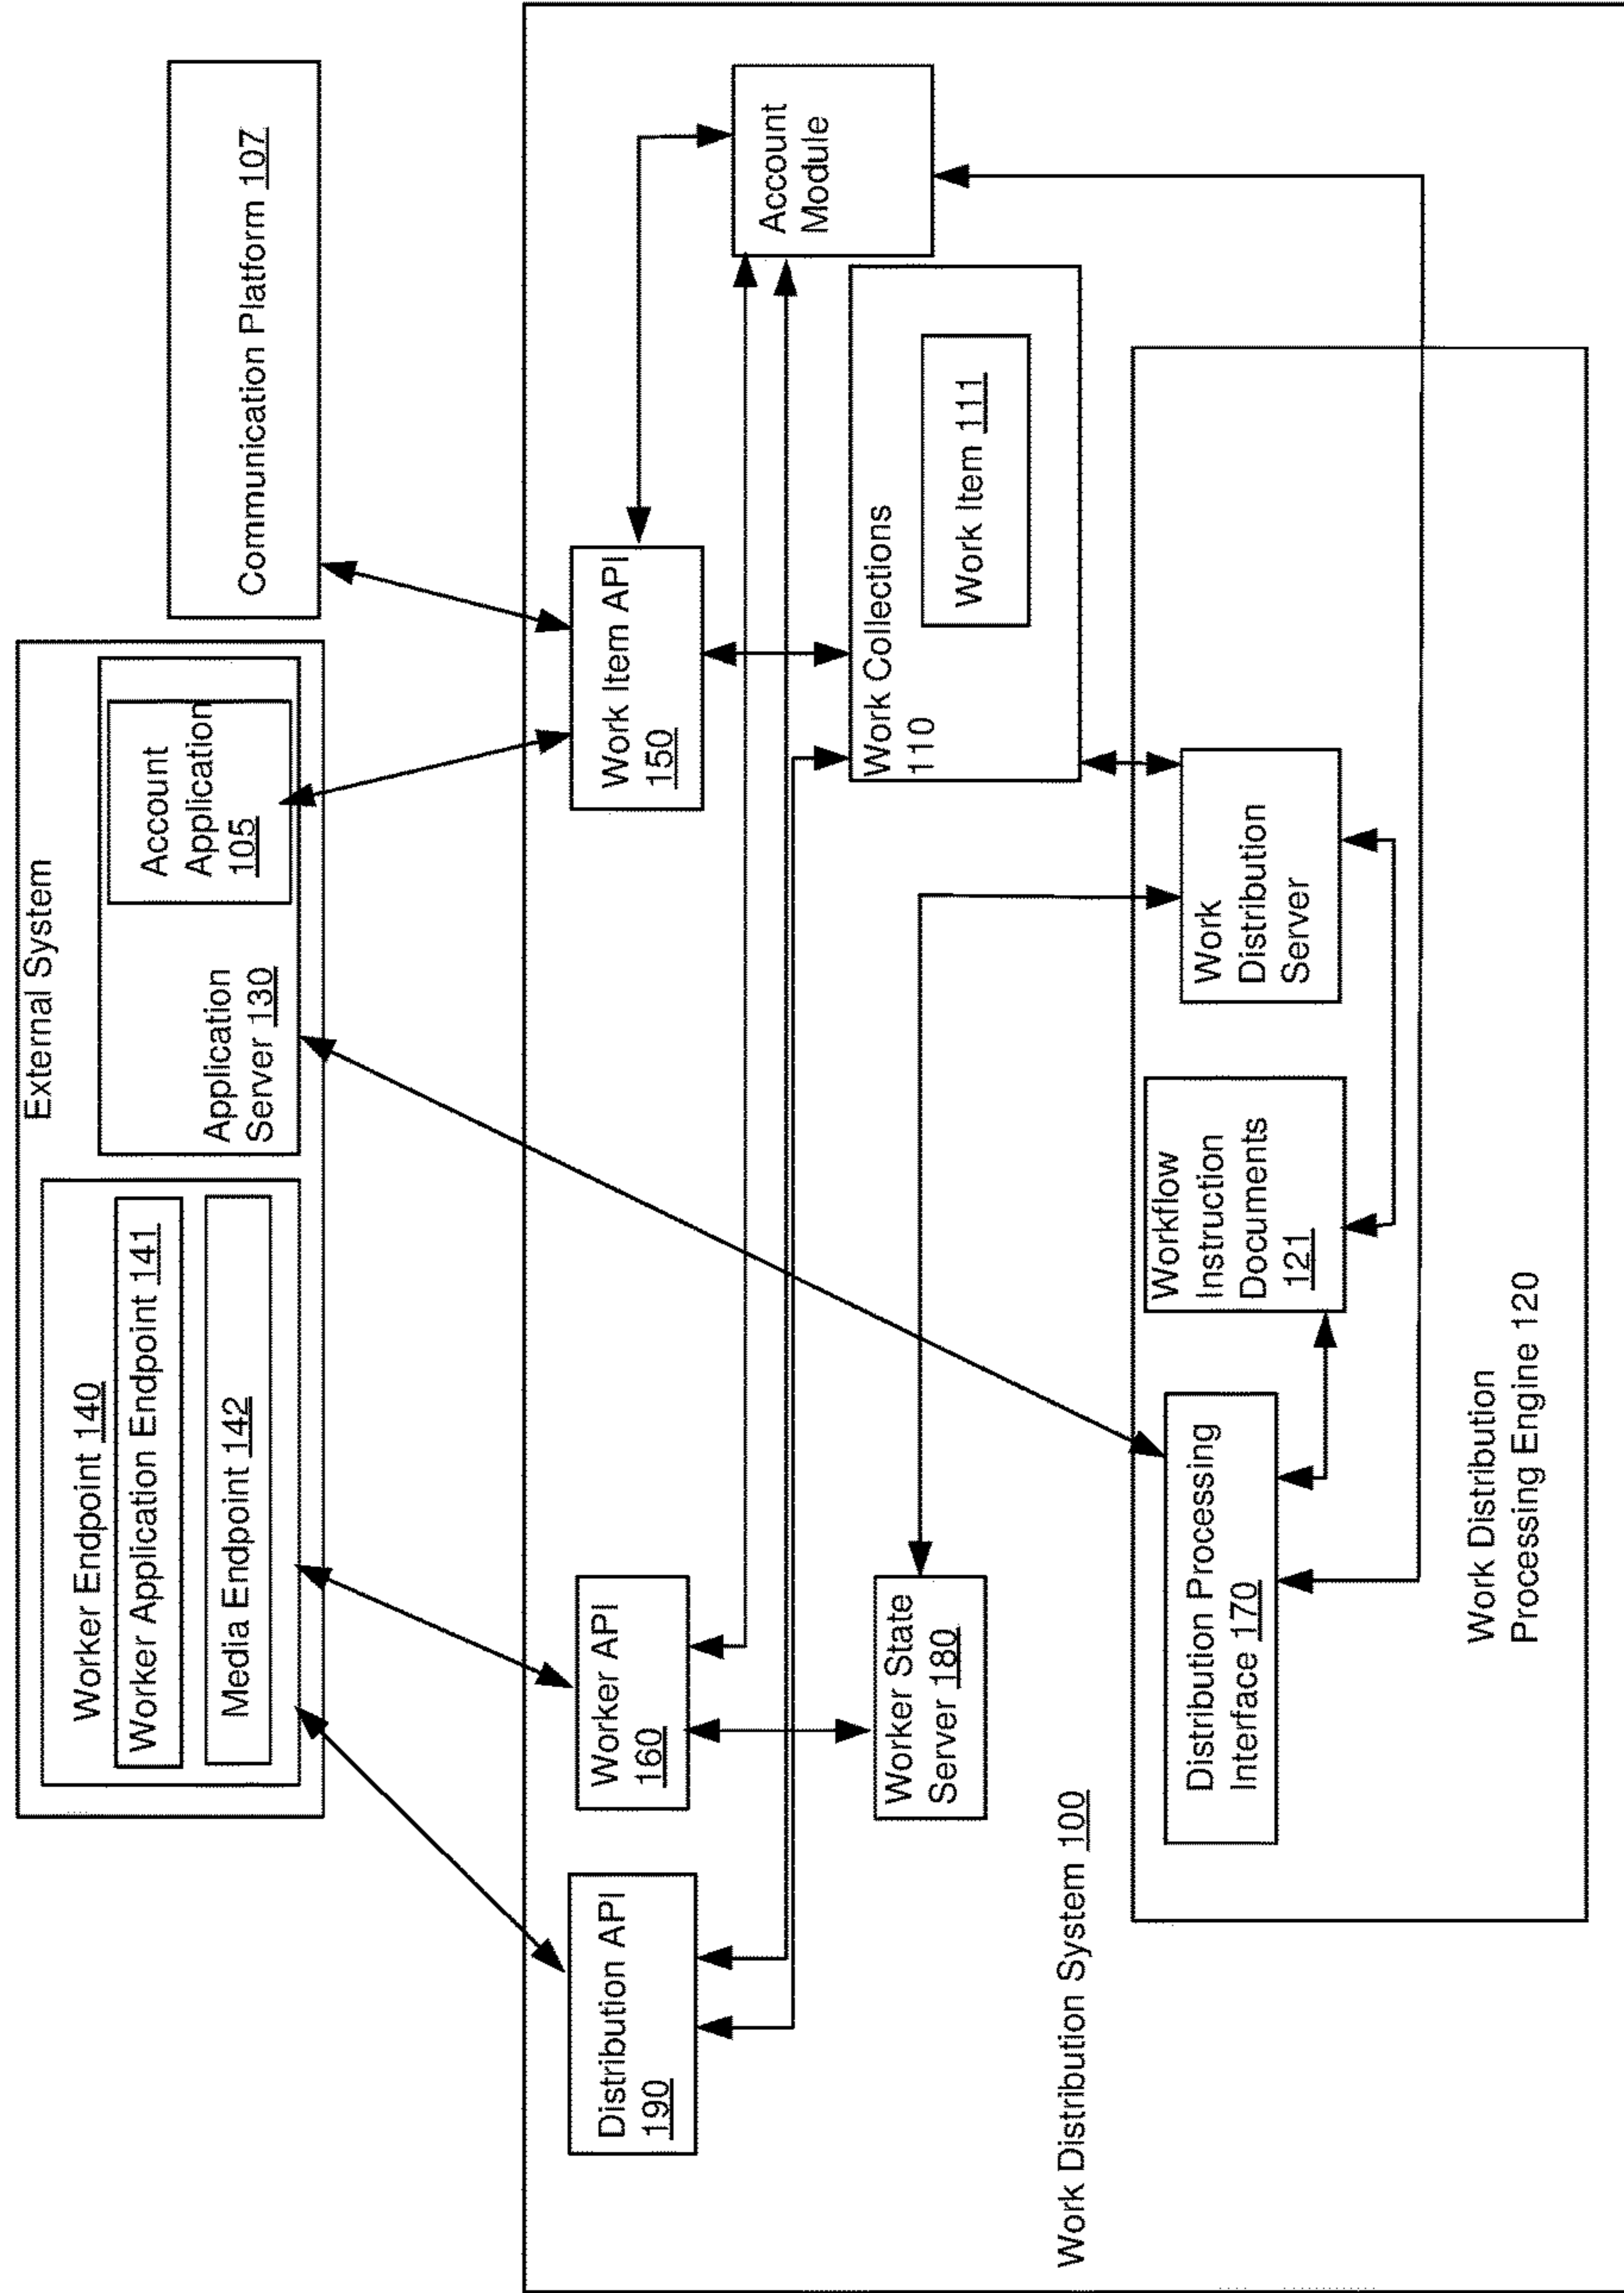 External System
Worker Endpoint 140
Worker Application Endpoint 141
Media Endpoint 142
Application
Server 130
Account
Application
105
Communication Platform 107
Distribution API
190
Worker API
160
Work Item API
150
Account
Module
Worker State
Server 180
Work Collections
110
Work Item 111
Work Distribution System 100
Distribution Processing
Interface 170
Workflow
Instruction
Documents
121
Work
Distribution
Server
Work Distribution
Processing Engine 120